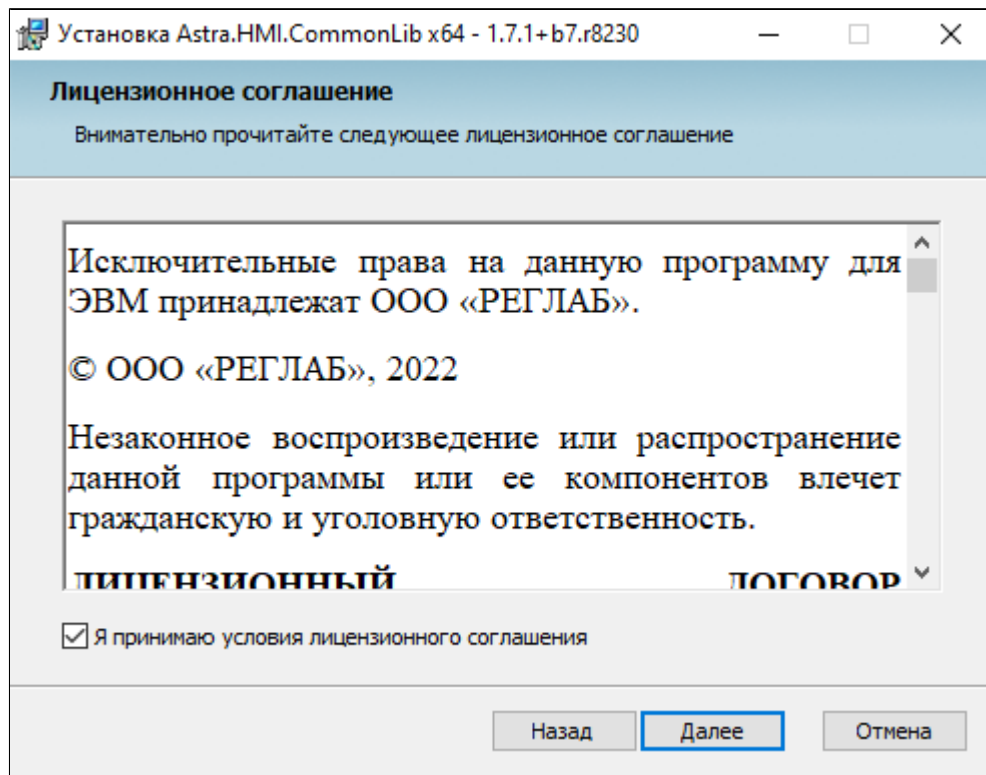 Установка Astra.HMI.CommonLib x64 - 1.7.1+b7.r8230
Лицензионное соглашение
Внимательно прочитайте следующее лицензионное соглашение
Исключительные права на данную программу для
ЭВМ принадлежат ООО «РЕГЛАБ».
© ООО «РЕГЛАБ», 2022
Незаконное воспроизведение или распространение
данной программы или ее компонентов влечет
гражданскую и уголовную ответственность.
ЛИЦЕНЗИОННЫЙ ДОГОВОР
Я принимаю условия лицензионного соглашения
Назад Далее Отмена